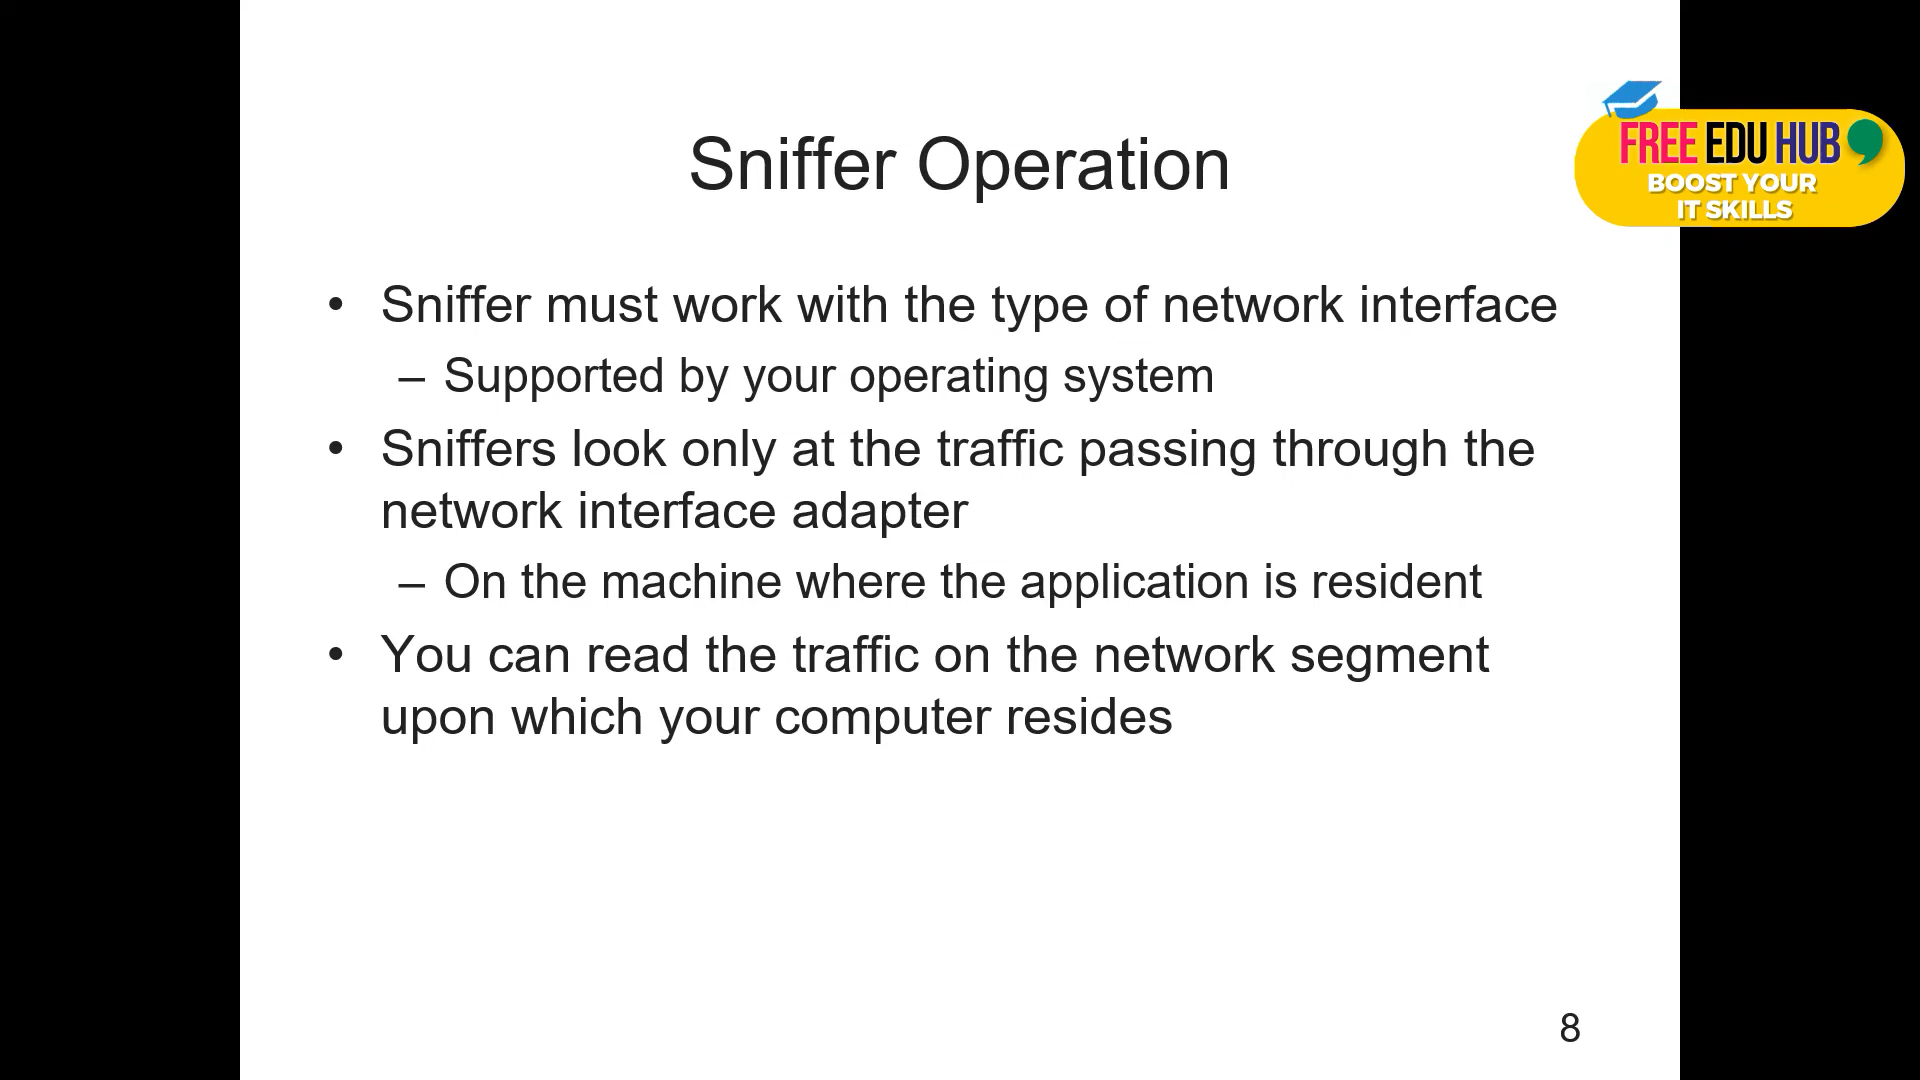 Sniffer Operation
FREE EDU HUB
BOOST YOUR
IT SKILLS
• Sniffer must work with the type of network interface
– Supported by your operating system
• Sniffers look only at the traffic passing through the
network interface adapter
– On the machine where the application is resident
• You can read the traffic on the network segment
upon which your computer resides
8